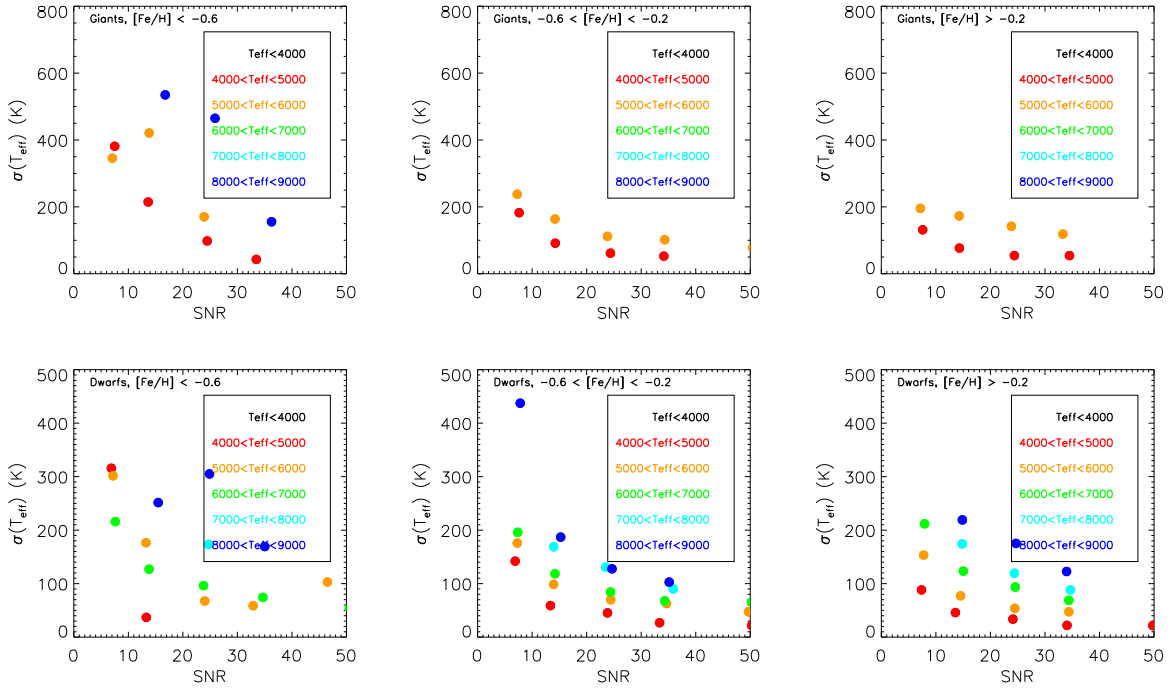 Giants, [Fe/H] < -0.6
800
600
400
200
0
σ(T_eff) (K)
Teff<4000
4000<Teff<5000
5000<Teff<6000
6000<Teff<7000
7000<Teff<8000
8000<Teff<9000
0 10 20 30 40 50
SNR
Giants, -0.6 < [Fe/H] < -0.2
800
600
400
200
0
σ(T_eff) (K)
Teff<4000
4000<Teff<5000
5000<Teff<6000
6000<Teff<7000
7000<Teff<8000
8000<Teff<9000
0 10 20 30 40 50
SNR
Giants, [Fe/H] > -0.2
800
600
400
200
0
σ(T_eff) (K)
Teff<4000
4000<Teff<5000
5000<Teff<6000
6000<Teff<7000
7000<Teff<8000
8000<Teff<9000
0 10 20 30 40 50
SNR
Dwarfs, [Fe/H] < -0.6
500
400
300
200
100
0
σ(T_eff) (K)
Teff<4000
4000<Teff<5000
5000<Teff<6000
6000<Teff<7000
7000<Teff<8000
8000<Teff<9000
0 10 20 30 40 50
SNR
Dwarfs, -0.6 < [Fe/H] < -0.2
500
400
300
200
100
0
σ(T_eff) (K)
Teff<4000
4000<Teff<5000
5000<Teff<6000
6000<Teff<7000
7000<Teff<8000
8000<Teff<9000
0 10 20 30 40 50
SNR
Dwarfs, [Fe/H] > -0.2
500
400
300
200
100
0
σ(T_eff) (K)
Teff<4000
4000<Teff<5000
5000<Teff<6000
6000<Teff<7000
7000<Teff<8000
8000<Teff<9000
0 10 20 30 40 50
SNR